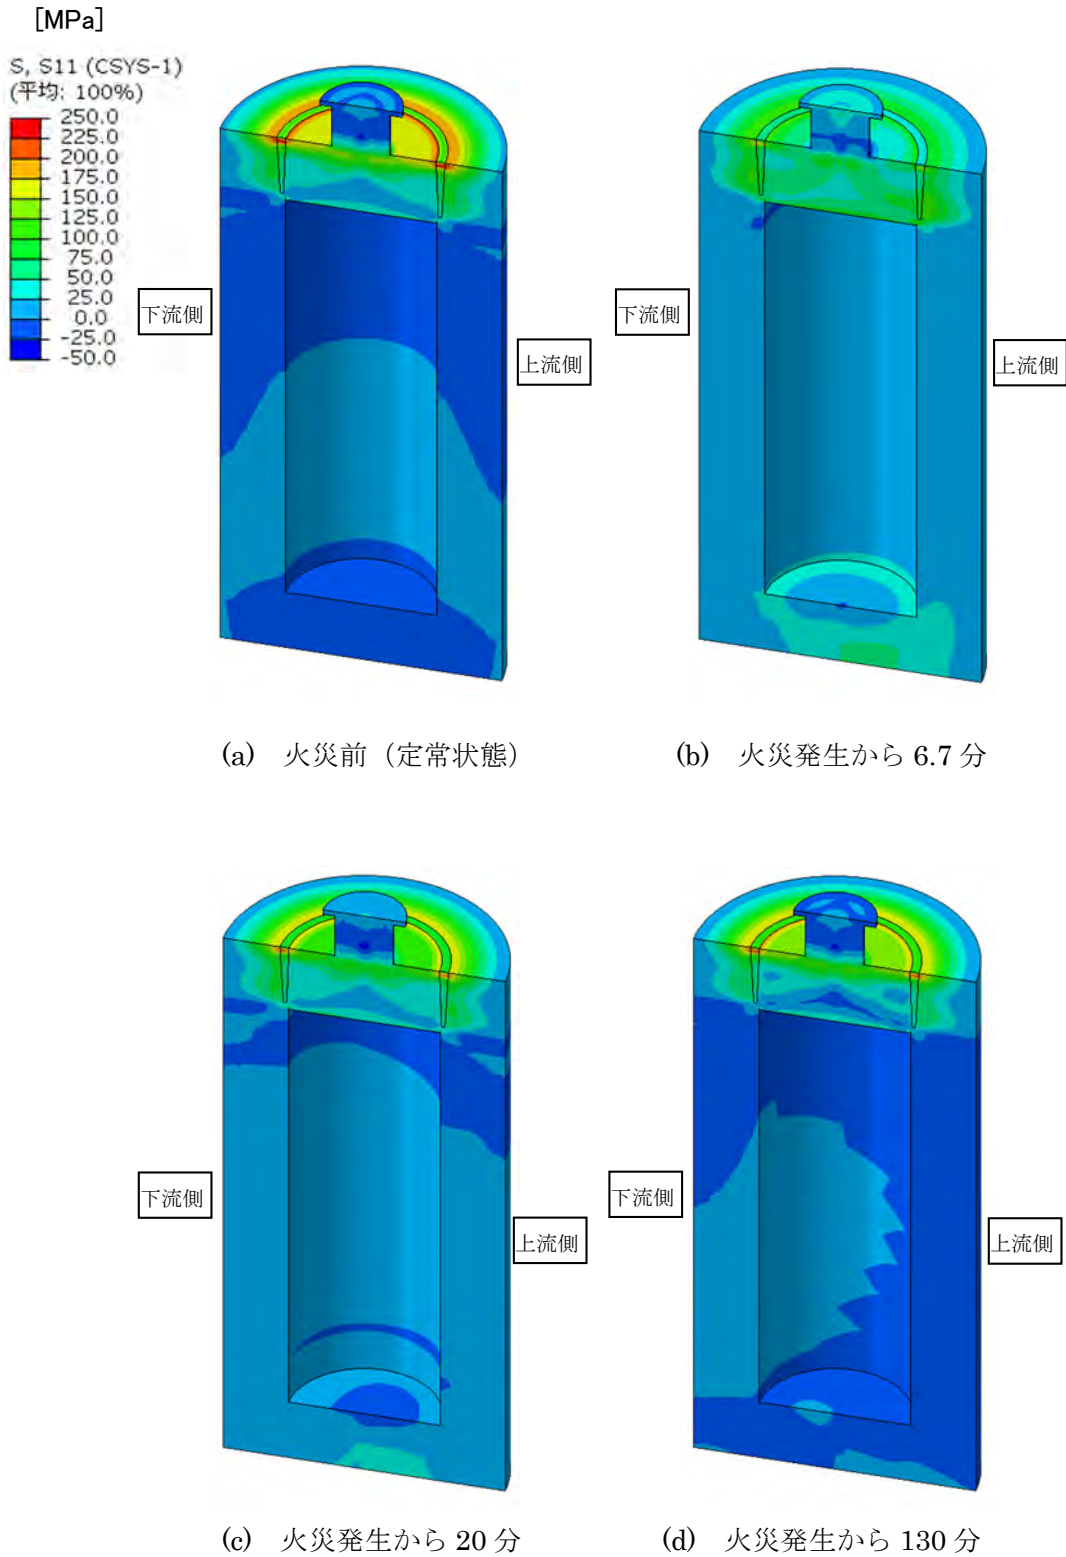 [MPa]
S, S11 (CSYS-1)
(平均: 100%)
250.0
225.0
200.0
175.0
150.0
125.0
100.0
75.0
50.0
25.0
0.0
-25.0
-50.0
下流側
上流側
下流側
上流側
(a) 火災前（定常状態）
(b) 火災発生から 6.7 分
下流側
上流側
下流側
上流側
(c) 火災発生から 20 分
(d) 火災発生から 130 分